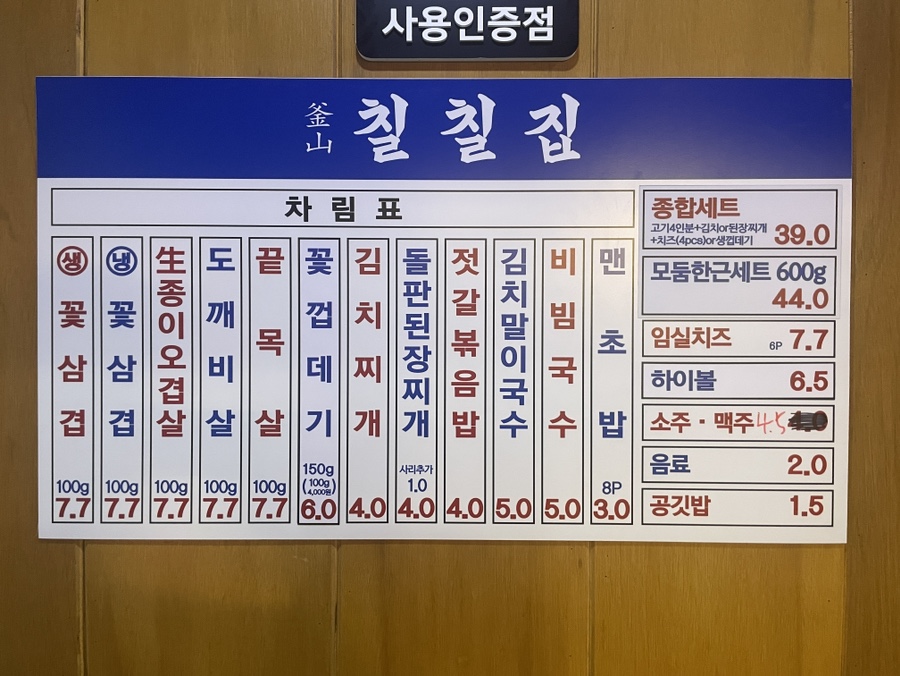 사용인증점
釜山 칠칠집
차림표
생 꽃삼겹 100g 7.7
냉 꽃삼겹 100g 7.7
生종이오겹살 100g 7.7
도깨비살 100g 7.7
끝목살 100g 7.7
꽃껍데기 150g (100g 4,000원) 6.0
김치찌개 4.0
돌판된장찌개 사리추가 1.0 4.0
젓갈볶음밥 4.0
김치말이국수 5.0
비빔국수 5.0
맨초밥 8P 3.0
종합세트
고기4인분+김치or된장찌개
+치즈(4pcs)or생껍데기 39.0
모둠한근세트 600g
44.0
임실치즈 6P 7.7
하이볼 6.5
소주·맥주 4.5 4.0
음료 2.0
공깃밥 1.5